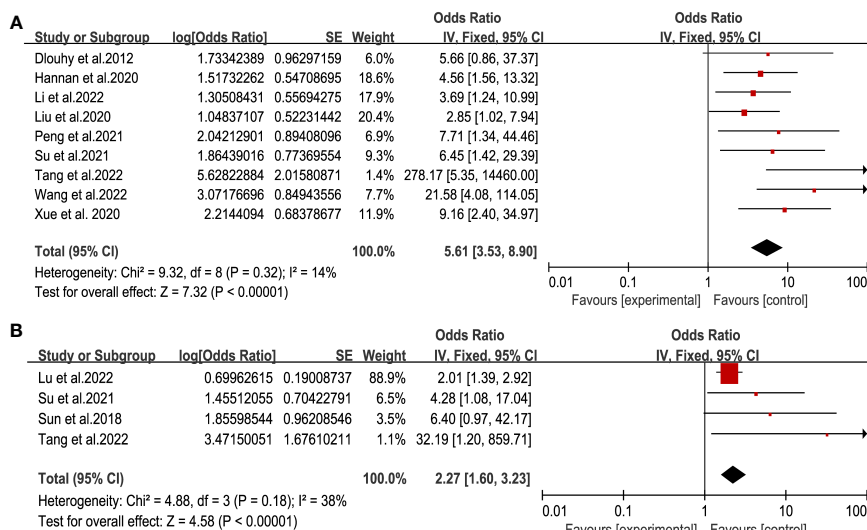 A
Odds Ratio Odds Ratio
Study or Subgroup log[Odds Ratio] SE Weight IV, Fixed, 95% CI IV, Fixed, 95% CI
Dlouhy et al.2012 1.73342389 0.96297159 6.0% 5.66 [0.86, 37.37]
Hannan et al.2020 1.51732262 0.54708695 18.6% 4.56 [1.56, 13.32]
Li et al.2022 1.30508431 0.55694275 17.9% 3.69 [1.24, 10.99]
Liu et al.2020 1.04837107 0.52231442 20.4% 2.85 [1.02, 7.94]
Peng et al.2021 2.04212901 0.89408096 6.9% 7.71 [1.34, 44.46]
Su et al.2021 1.86439016 0.77369554 9.3% 6.45 [1.42, 29.39]
Tang et al.2022 5.62822884 2.01580871 1.4% 278.17 [5.35, 14460.00]
Wang et al.2022 3.07176696 0.84943556 7.7% 21.58 [4.08, 114.05]
Xue et al. 2020 2.2144094 0.68378677 11.9% 9.16 [2.40, 34.97]
Total (95% CI) 100.0% 5.61 [3.53, 8.90]
Heterogeneity: Chi² = 9.32, df = 8 (P = 0.32); I² = 14%
Test for overall effect: Z = 7.32 (P < 0.00001)
0.01 0.1 1 10 100
Favours [experimental] Favours [control]
B
Odds Ratio Odds Ratio
Study or Subgroup log[Odds Ratio] SE Weight IV, Fixed, 95% CI IV, Fixed, 95% CI
Lu et al.2022 0.69962615 0.19008737 88.9% 2.01 [1.39, 2.92]
Su et al.2021 1.45512055 0.70422791 6.5% 4.28 [1.08, 17.04]
Sun et al.2018 1.85598544 0.96208546 3.5% 6.40 [0.97, 42.17]
Tang et al.2022 3.47150051 1.67610211 1.1% 32.19 [1.20, 859.71]
Total (95% CI) 100.0% 2.27 [1.60, 3.23]
Heterogeneity: Chi² = 4.88, df = 3 (P = 0.18); I² = 38%
Test for overall effect: Z = 4.58 (P < 0.00001)
0.01 0.1 1 10 100
Favours [experimental] Favours [control]